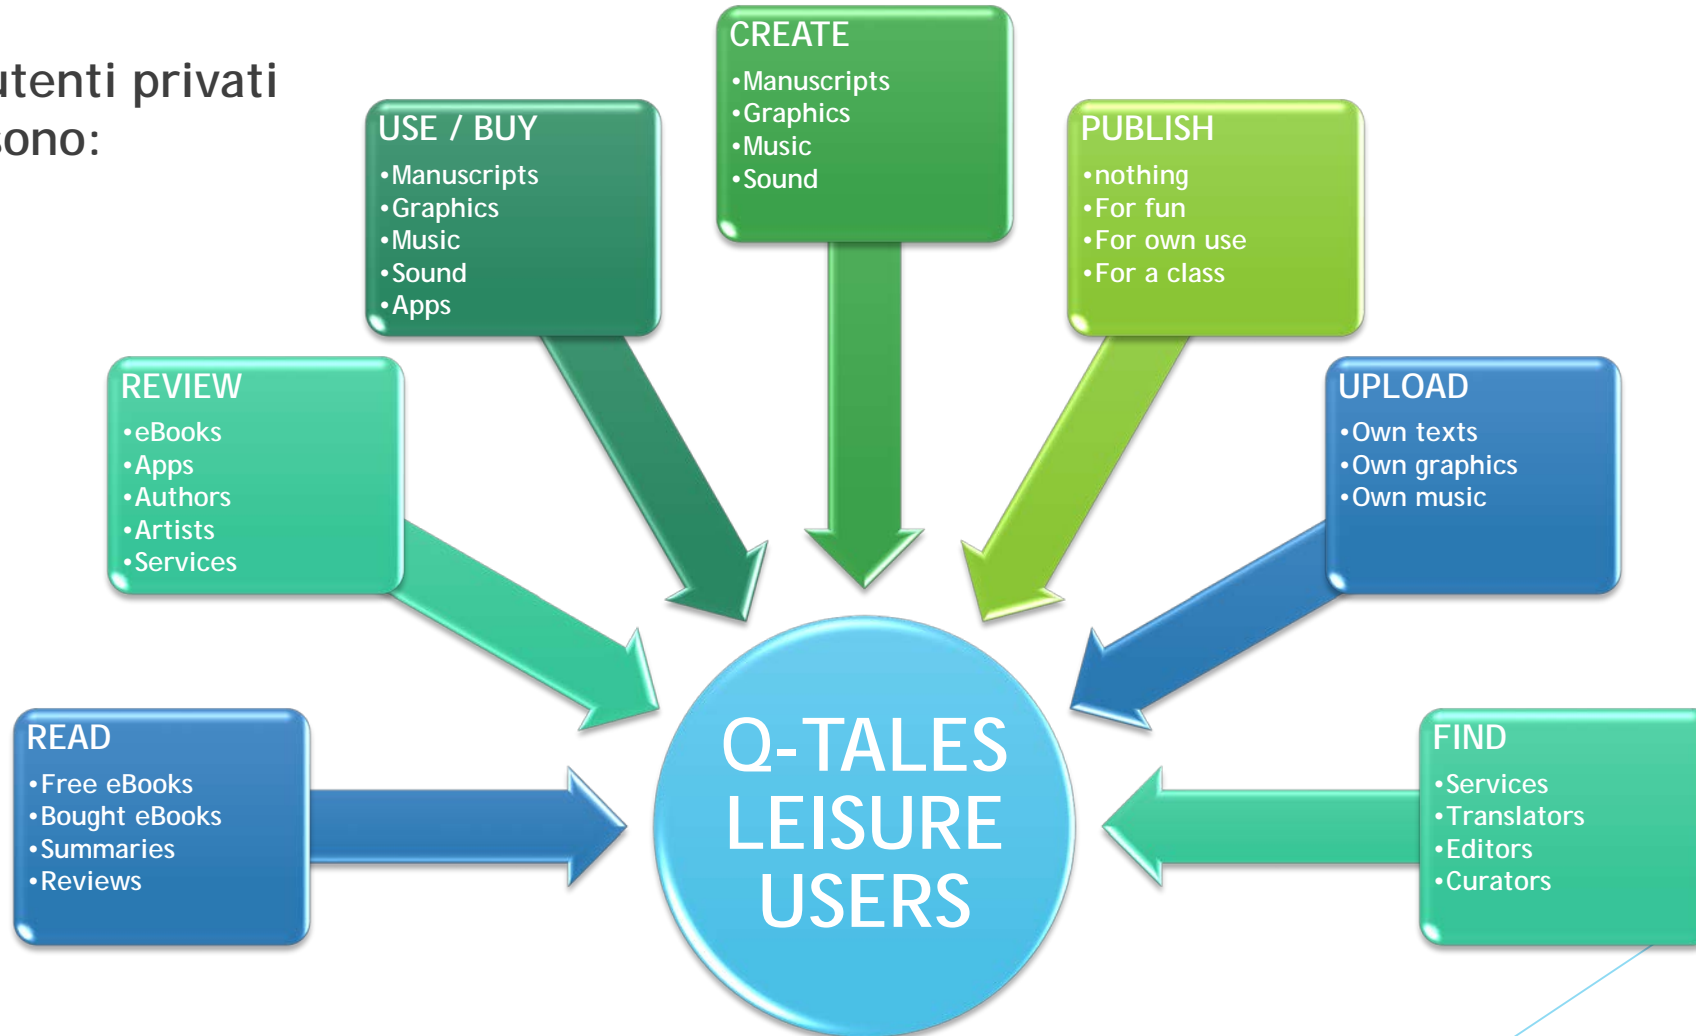 utenti privati
sono:
CREATE
•Manuscripts
•Graphics
•Music
•Sound
USE / BUY
•Manuscripts
•Graphics
•Music
•Sound
•Apps
PUBLISH
•nothing
•For fun
•For own use
•For a class
REVIEW
•eBooks
•Apps
•Authors
•Artists
•Services
UPLOAD
•Own texts
•Own graphics
•Own music
READ
•Free eBooks
•Bought eBooks
•Summaries
•Reviews
Q-TALES
LEISURE
USERS
FIND
•Services
•Translators
•Editors
•Curators